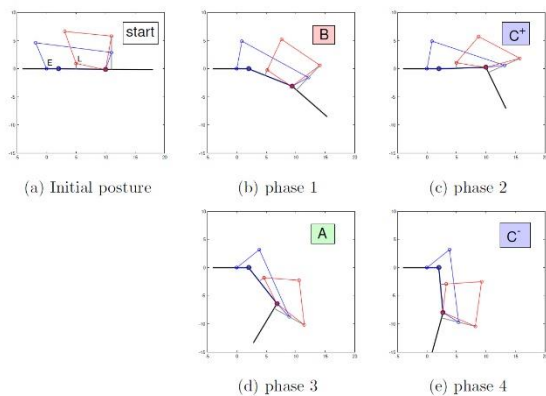 start
E
L
(a) Initial posture
B
(b) phase 1
C+
(c) phase 2
A
(d) phase 3
C-
(e) phase 4